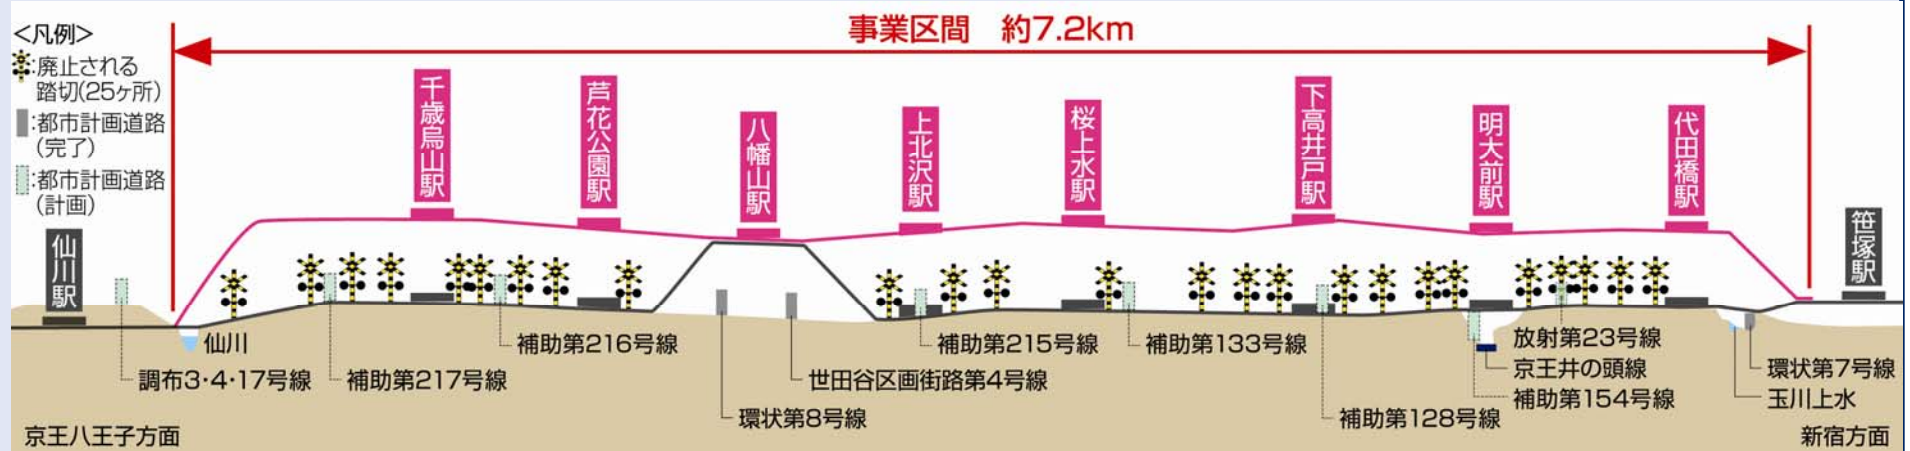 事業区間 約7.2km
<凡例>
:廃止される
踏切(25ヶ所)
:都市計画道路
(完了)
:都市計画道路
(計画)
仙川駅
千歳烏山駅
芦花公園駅
八幡山駅
上北沢駅
桜上水駅
下高井戸駅
明大前駅
代田橋駅
笹塚駅
仙川
調布3・4・17号線
補助第217号線
補助第216号線
環状第8号線
世田谷区画街路第4号線
補助第215号線
補助第133号線
補助第128号線
放射第23号線
京王井の頭線
補助第154号線
環状第7号線
玉川上水
京王八王子方面
新宿方面